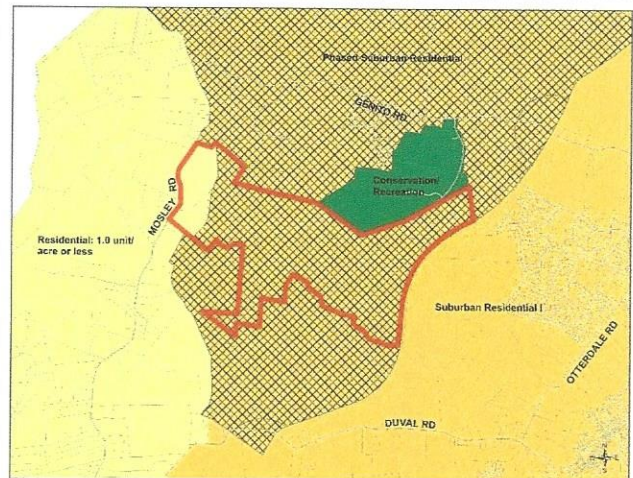 Phased Suburban Residential
GENITO RD
Conservation/
Recreation
MOSLEY RD
Residential: 1.0 unit/
acre or less
Suburban Residential I
OTTERDALE RD
DUVAL RD